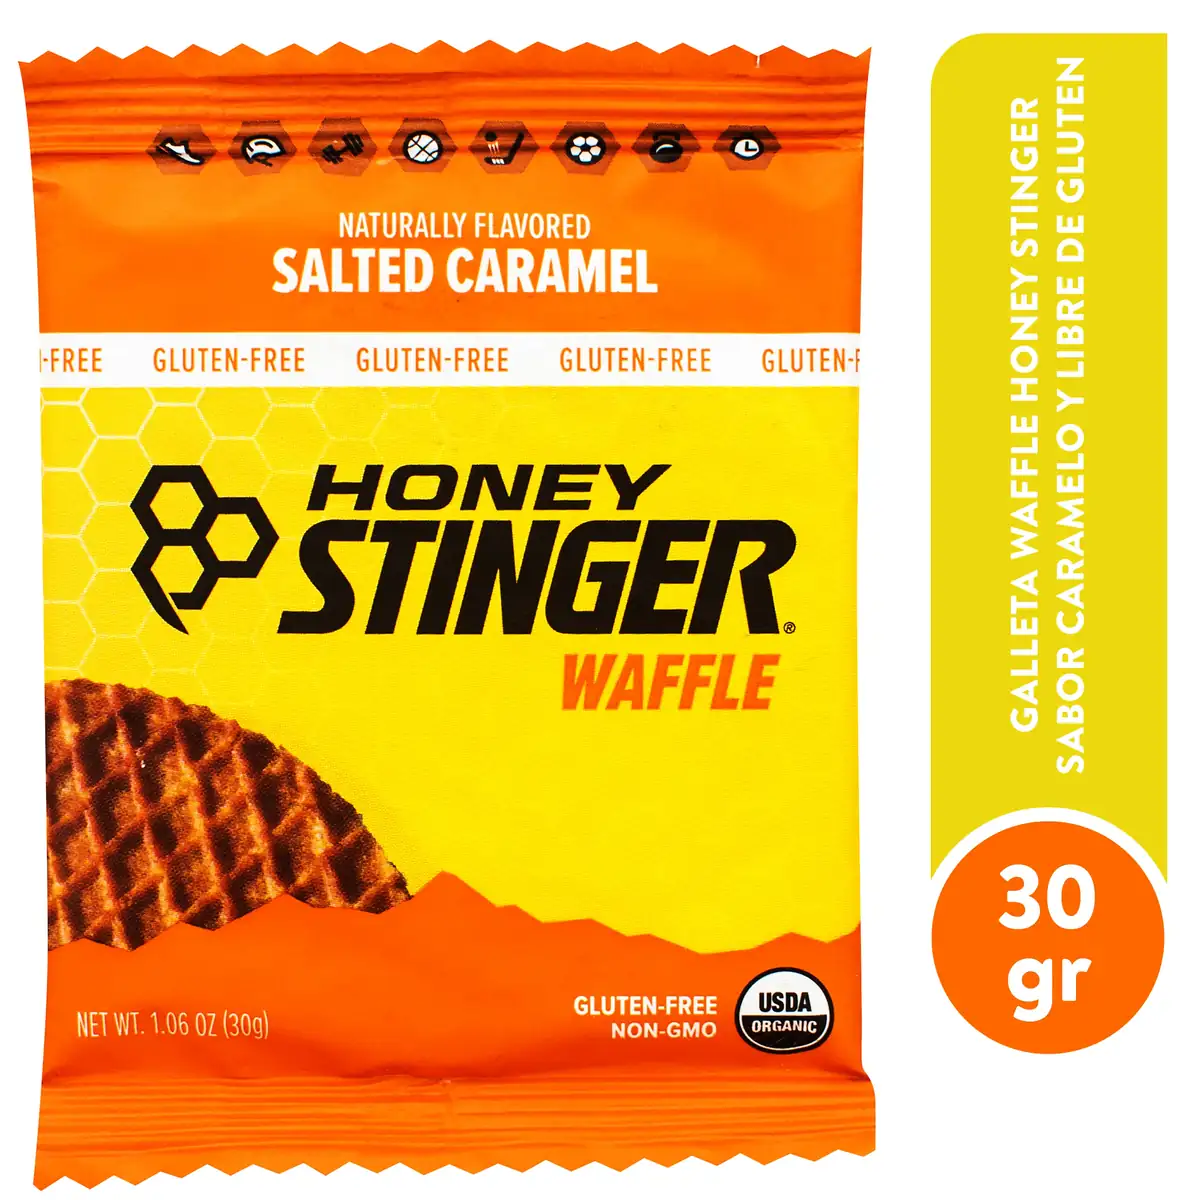 NATURALLY FLAVORED
SALTED CARAMEL
-FREE GLUTEN-FREE GLUTEN-FREE GLUTEN-FREE GLUTEN-F
HONEY
STINGER®
WAFFLE
NET WT. 1.06 OZ (30g)
GLUTEN-FREE
NON-GMO
USDA
ORGANIC
GALLETA WAFFLE HONEY STINGER
SABOR CARAMELO Y LIBRE DE GLUTEN
30
gr